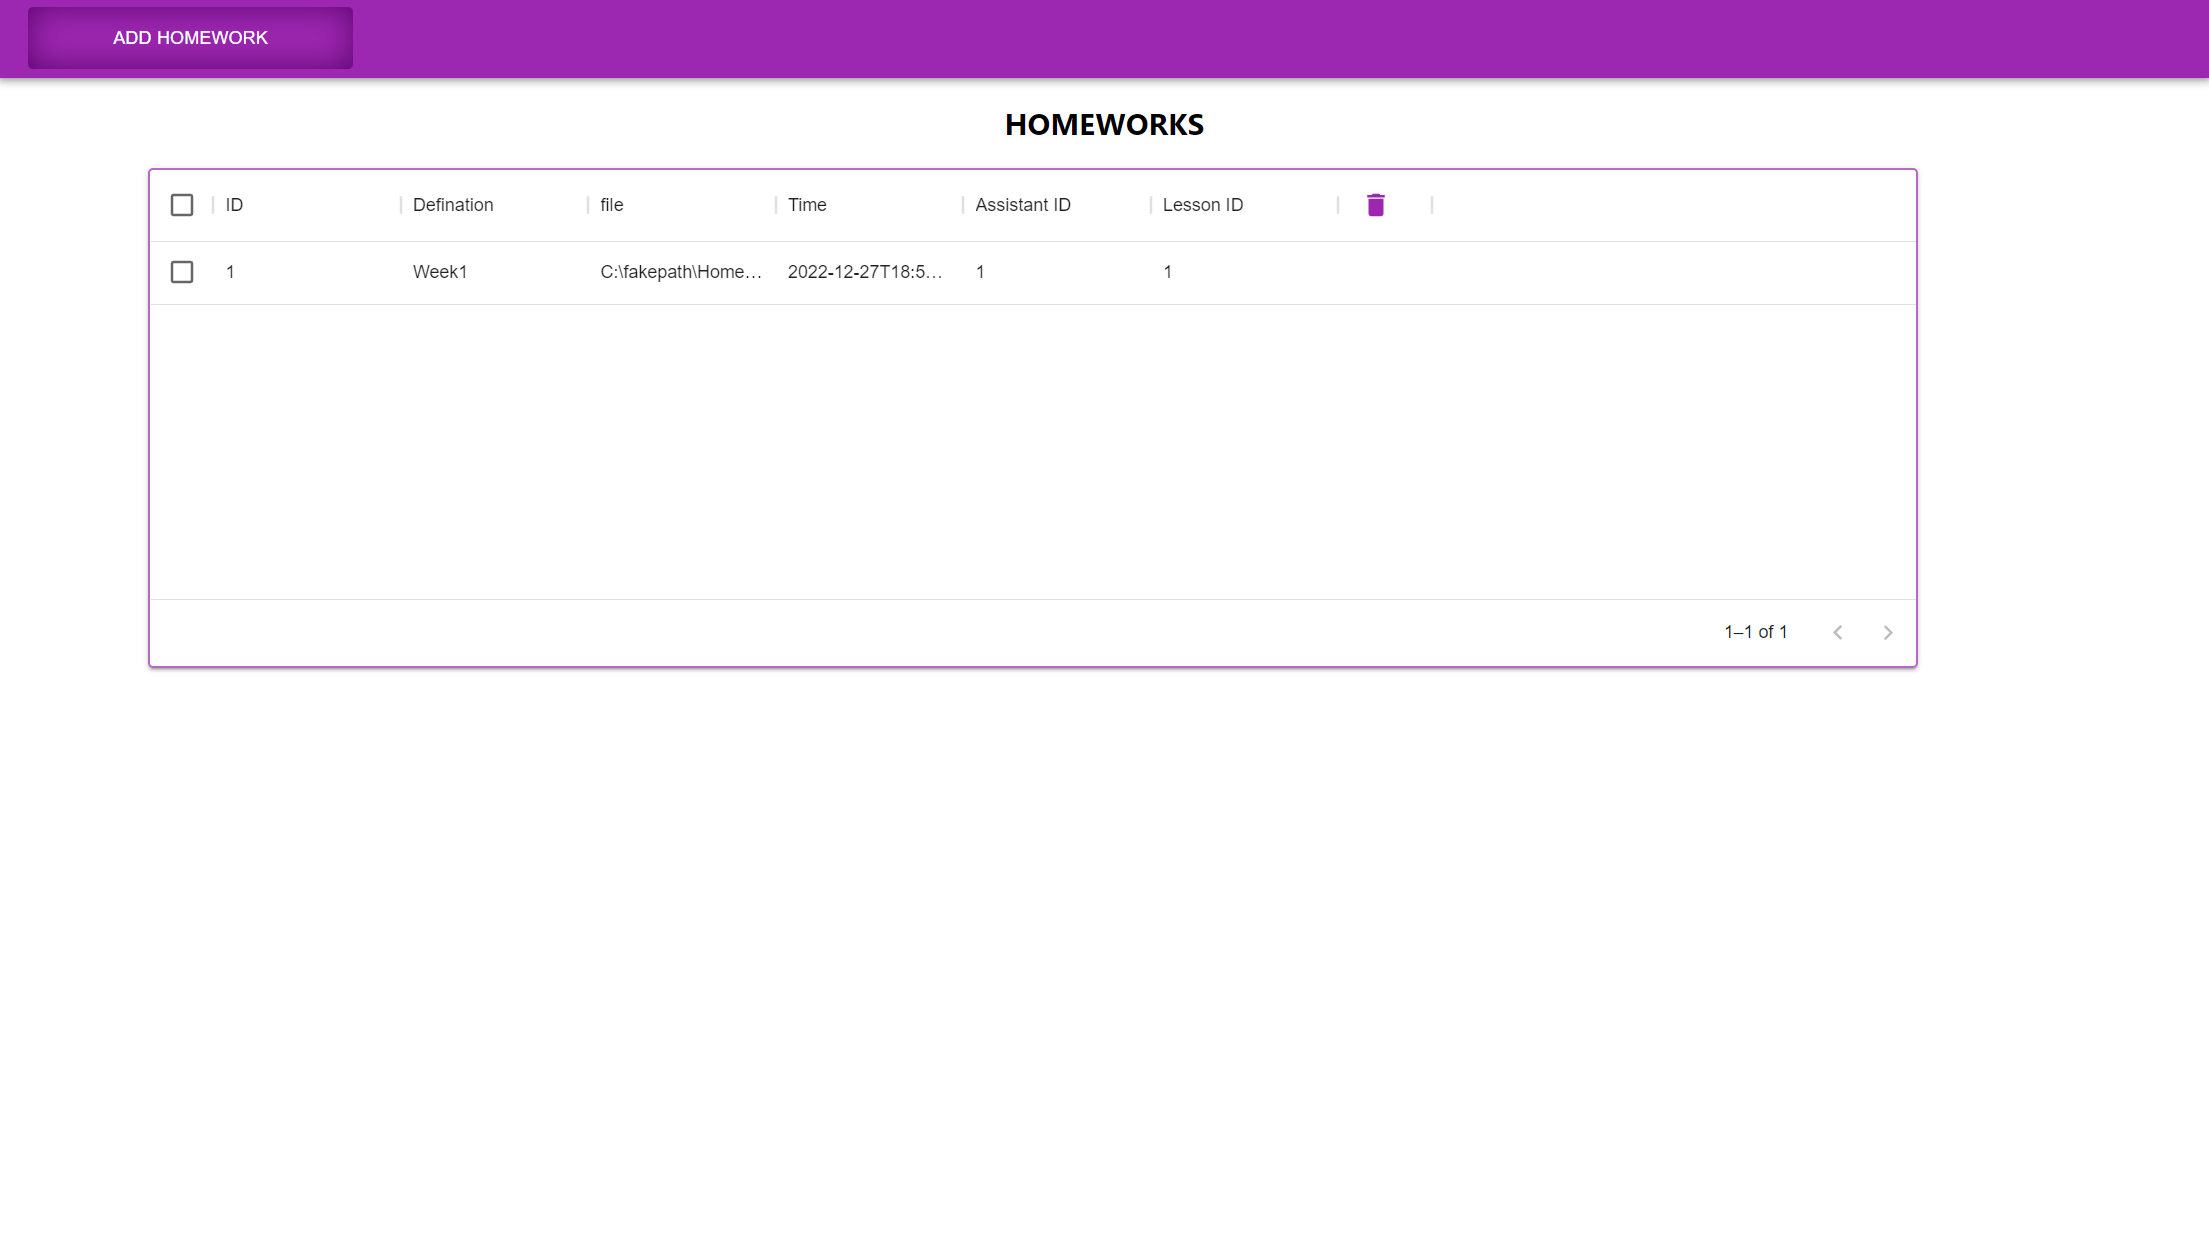 ADD HOMEWORK
HOMEWORKS
ID Defination file Time Assistant ID Lesson ID
1 Week1 C:\fakepath\Home... 2022-12-27T18:5... 1 1
1–1 of 1